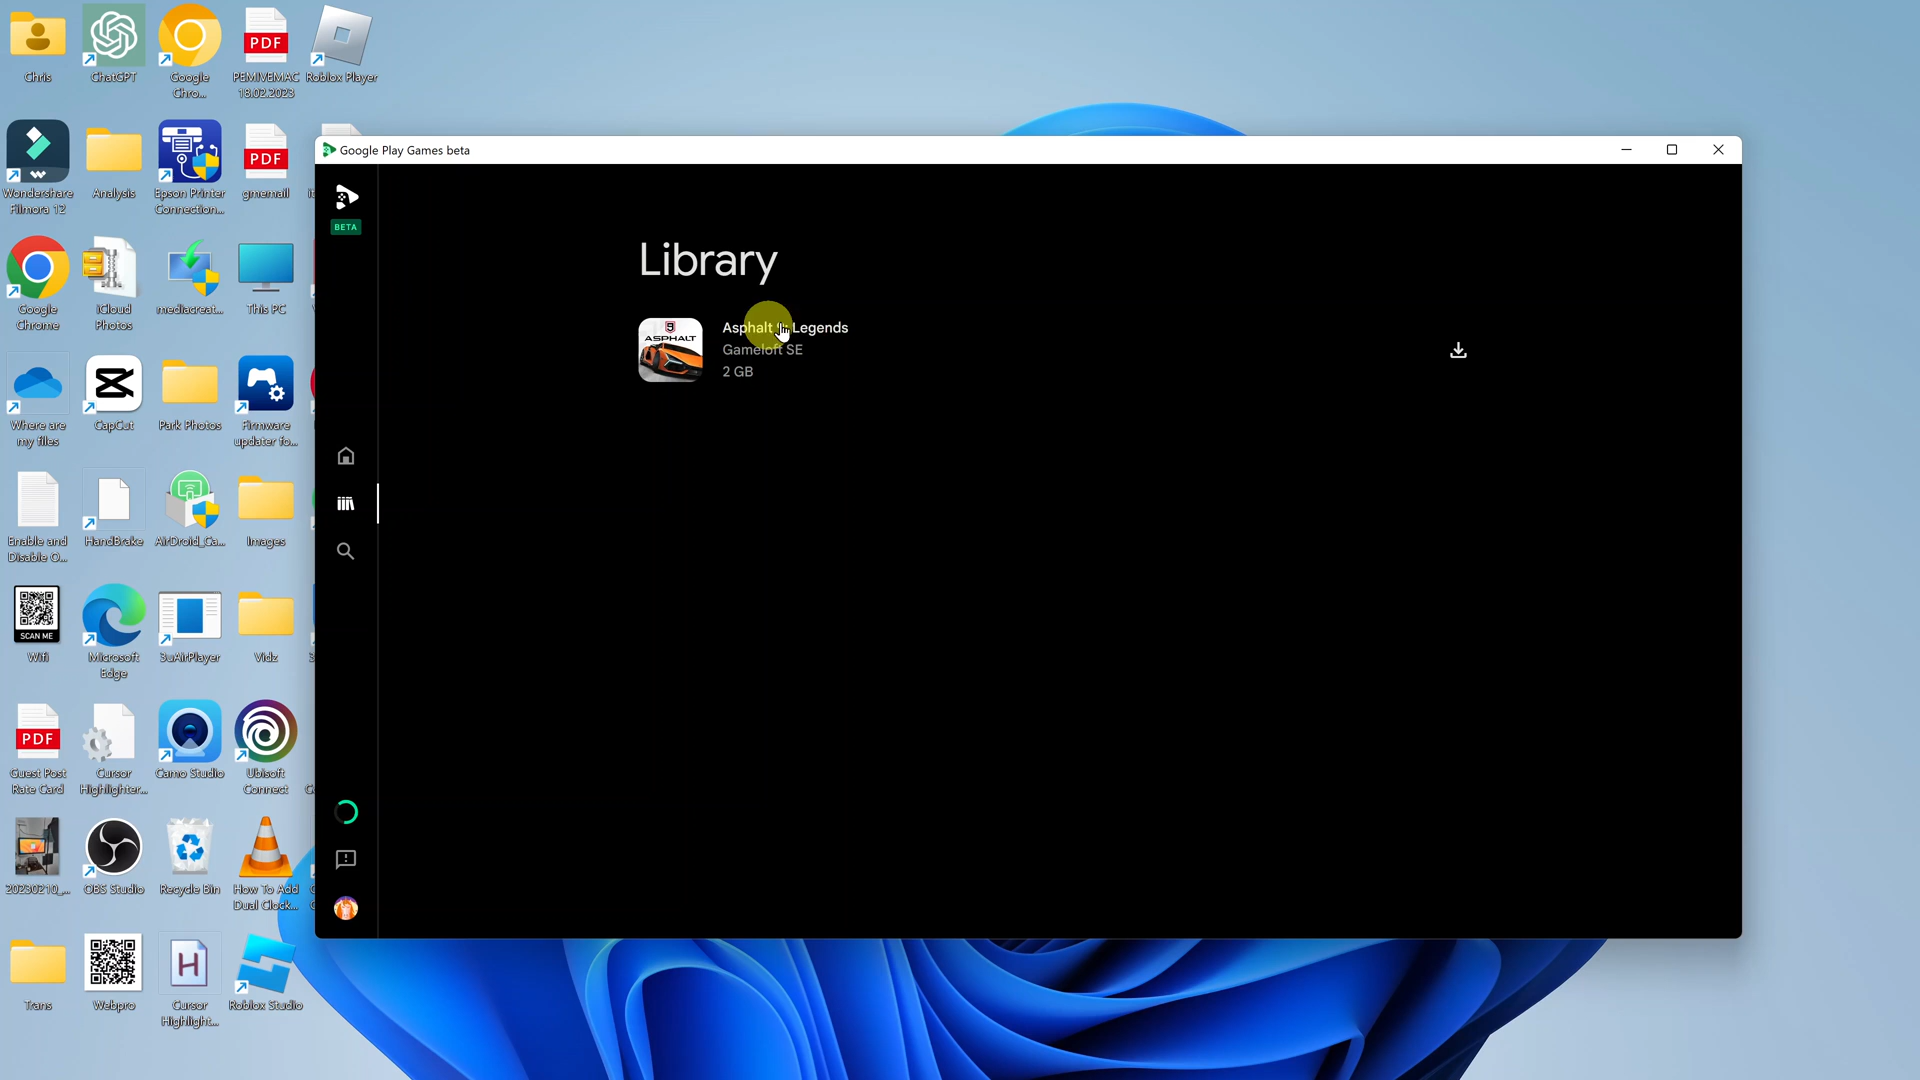 Chris
ChatGPT
Google
Chro...
PDF
PEMIVEMAC
18.02.2023
Roblox Player
Wondershare
Filmora 12
Analysis
Epson Printer
Connection...
PDF
gmemail
Google Play Games beta
BETA
Library
Google
Chrome
iCloud
Photos
mediacreat...
This PC
9
ASPHALT
Legends
Gameloft SE
2 GB
Where are
my files
CapCut
Park Photos
Firmware
updater fo...
Enable and
Disable O...
HandBrake
AirDroid_Ca...
Images
SCAN ME
Wifi
Microsoft
Edge
3uAirPlayer
Vidz
PDF
Guest Post
Rate Card
Cursor
Highlighter...
Camo Studio
Ubisoft
Connect
20230210_...
OBS Studio
Recycle Bin
How To Add
Dual Clock...
Trans
Webpro
H
Cursor
Highlight...
Roblox Studio